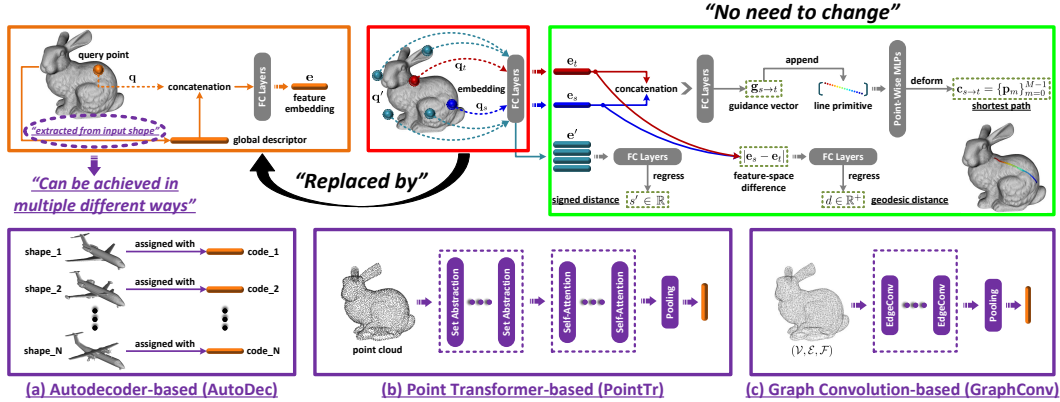 "No need to change"
query point
q
concatenation
FC Layers
e
feature
embedding
"extracted from input shape"
global descriptor
"Can be achieved in
multiple different ways"
"Replaced by"
q_t
q'
embedding
q_s
FC Layers
e_t
e_s
e'
concatenation
FC Layers
g_{s→t}
guidance vector
append
line primitive
Point-Wise MLPs
deform
c_{s→t} = {p_m}_{m=0}^{M-1}
shortest path
FC Layers
regress
signed distance
s' ∈ ℝ
|e_s − e_t|
feature-space
difference
FC Layers
regress
d ∈ ℝ^+
geodesic distance
shape_1
assigned with
code_1
shape_2
assigned with
code_2
shape_N
assigned with
code_N
(a) Autodecoder-based (AutoDec)
point cloud
Set Abstraction
Set Abstraction
Self-Attention
Self-Attention
Pooling
(b) Point Transformer-based (PointTr)
(𝒱, ℰ, ℱ)
EdgeConv
EdgeConv
Pooling
(c) Graph Convolution-based (GraphConv)